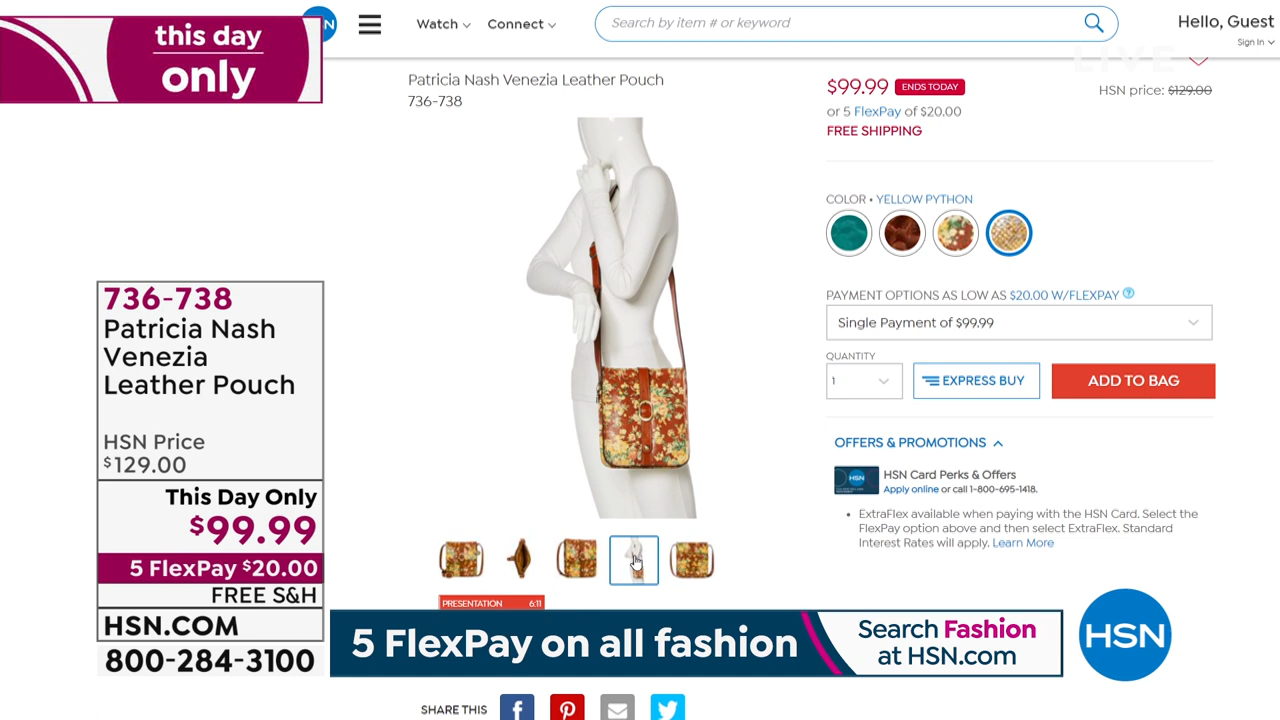 this day
only
HSN
Watch
Connect
Search by item # or keyword
Hello, Guest
Sign In
LIVE
Patricia Nash Venezia Leather Pouch
736-738
$99.99 ENDS TODAY
HSN price: $129.00
or 5 FlexPay of $20.00
FREE SHIPPING
COLOR • YELLOW PYTHON
PAYMENT OPTIONS AS LOW AS $20.00 W/FLEXPAY ?
Single Payment of $99.99
QUANTITY
1
EXPRESS BUY
ADD TO BAG
OFFERS & PROMOTIONS
HSN
HSN Card Perks & Offers
Apply online or call 1-800-695-1418.
• ExtraFlex available when paying with the HSN Card. Select the
FlexPay option above and then select ExtraFlex. Standard
Interest Rates will apply. Learn More
736-738
Patricia Nash
Venezia
Leather Pouch
HSN Price
$129.00
This Day Only
$99.99
5 FlexPay $20.00
FREE S&H
HSN.COM
800-284-3100
PRESENTATION 6:11
5 FlexPay on all fashion
Search Fashion
at HSN.com
HSN
SHARE THIS